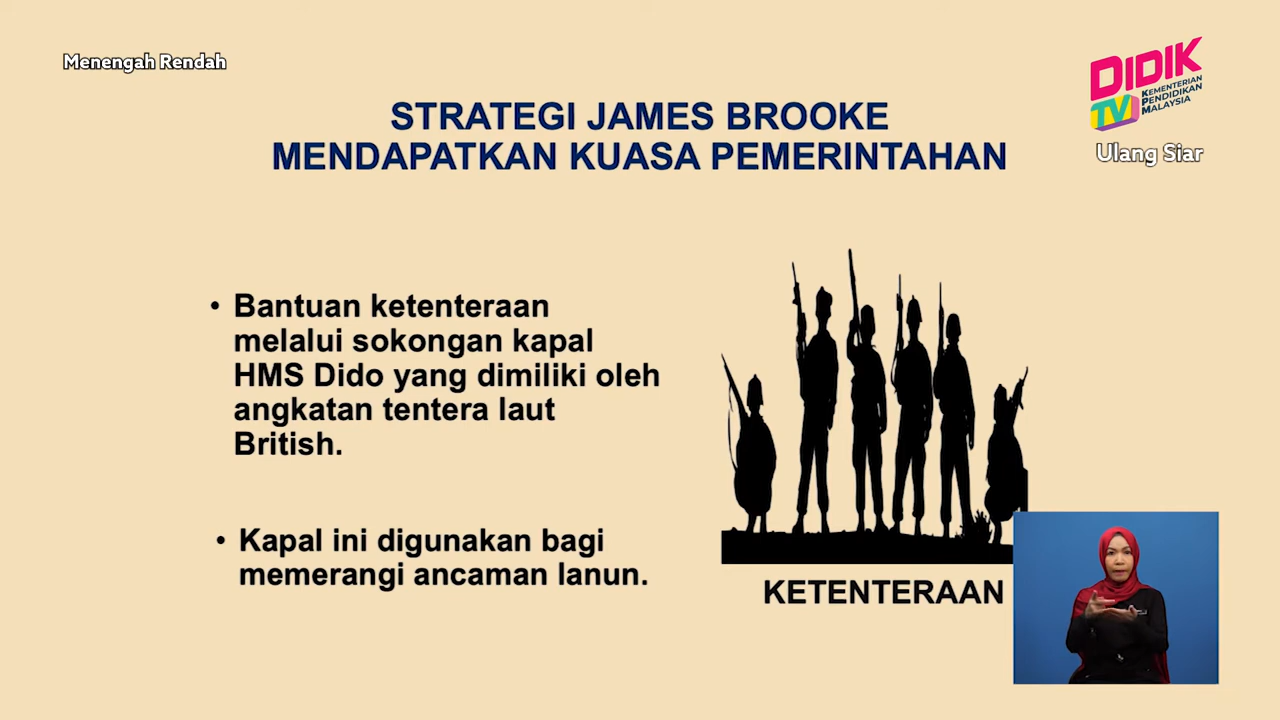 Menengah Rendah
DIDIK
TV
KEMENTERIAN
PENDIDIKAN
MALAYSIA
Ulang Siar
STRATEGI JAMES BROOKE
MENDAPATKAN KUASA PEMERINTAHAN
• Bantuan ketenteraan
melalui sokongan kapal
HMS Dido yang dimiliki oleh
angkatan tentera laut
British.
• Kapal ini digunakan bagi
memerangi ancaman lanun.
KETENTERAAN